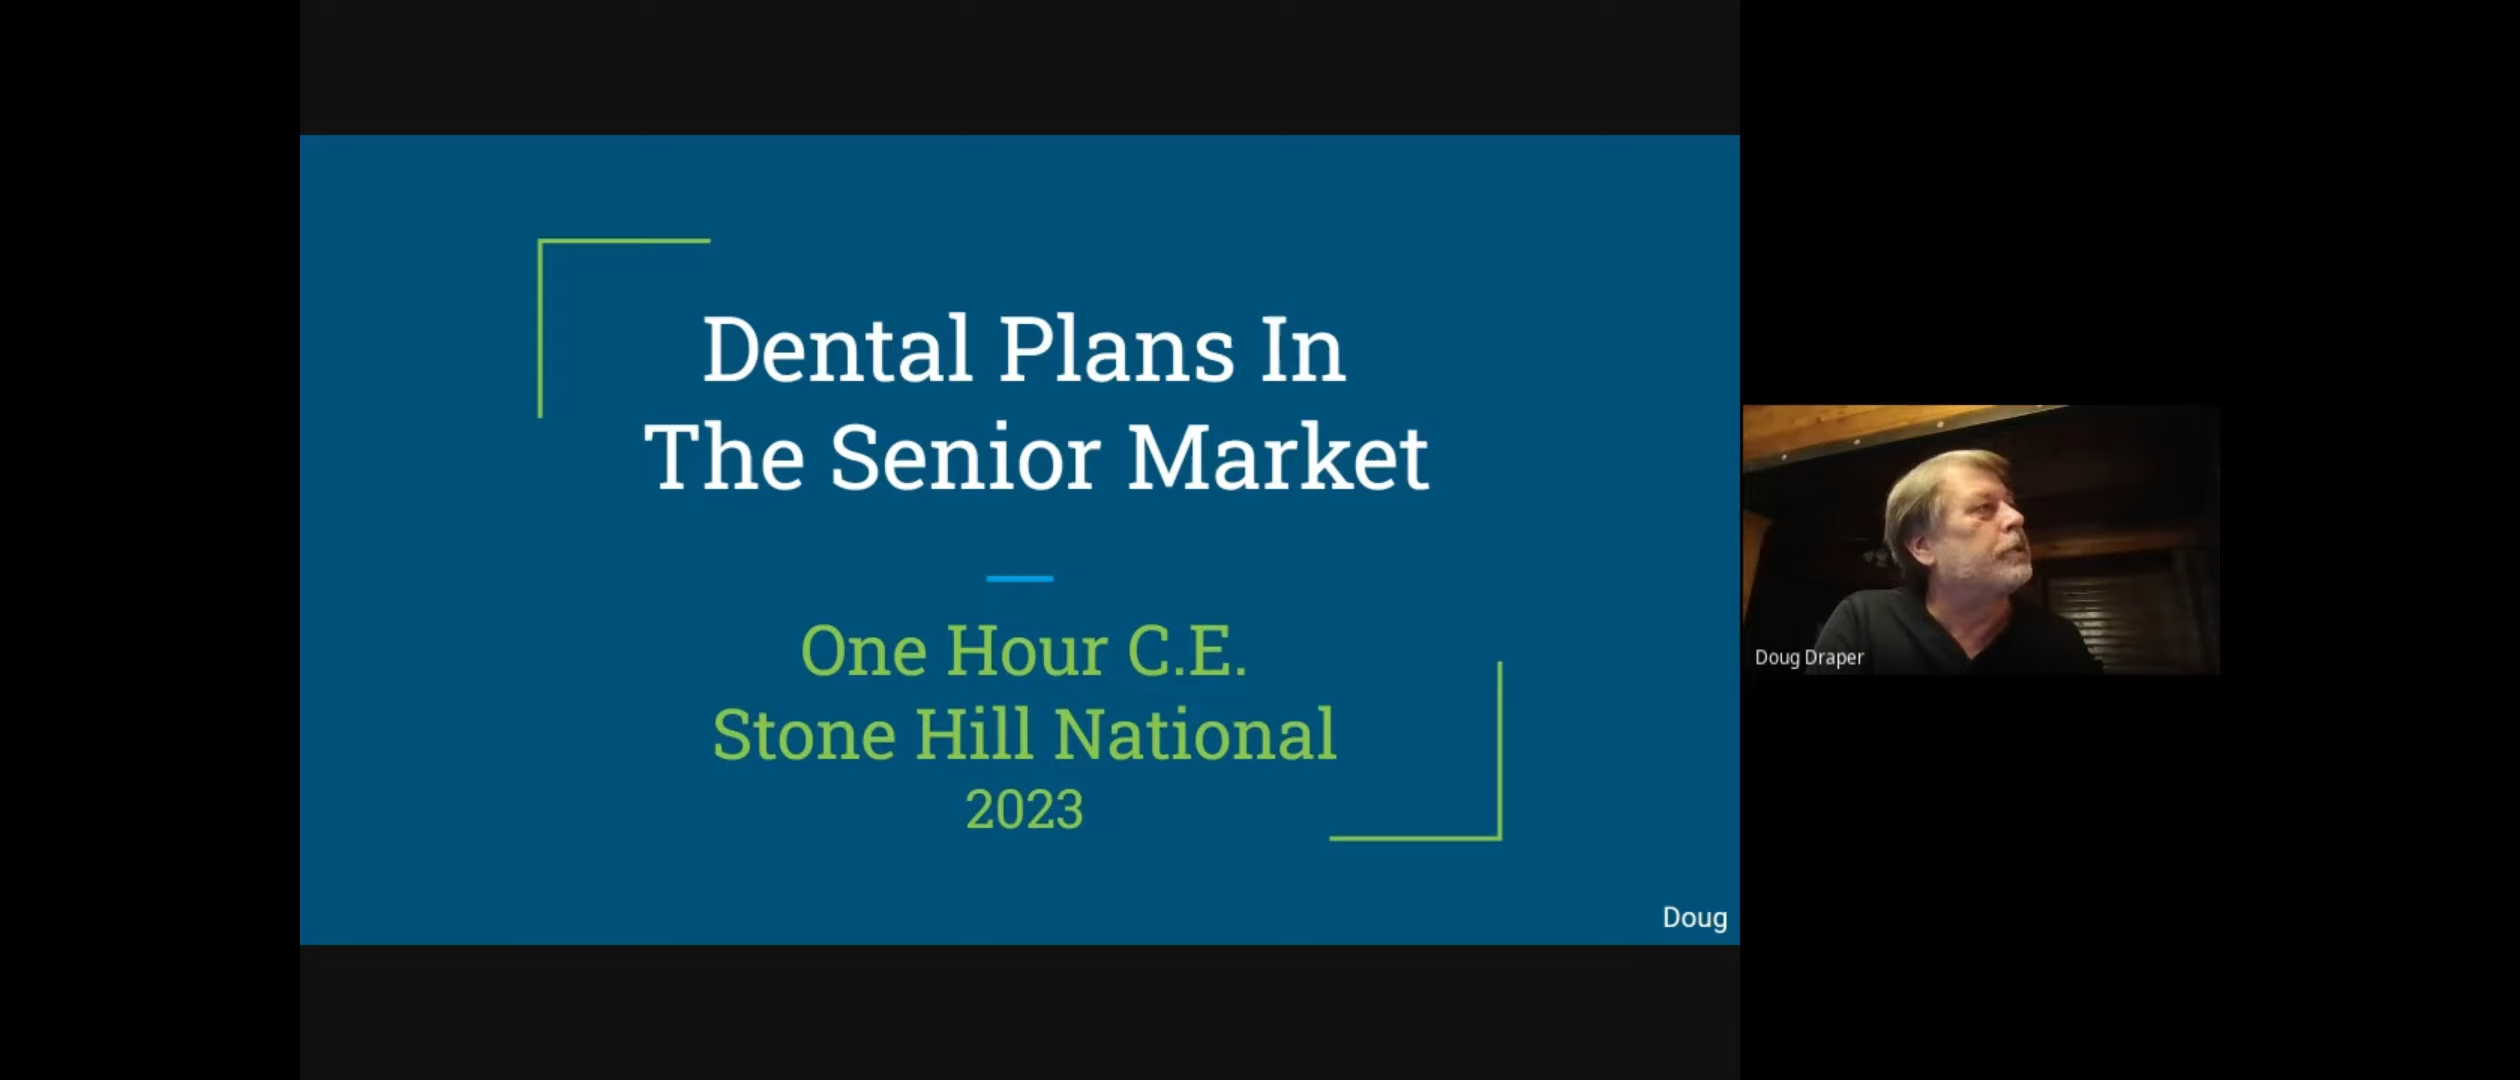 Dental Plans In
The Senior Market
One Hour C.E.
Stone Hill National
2023
Doug
Doug Draper